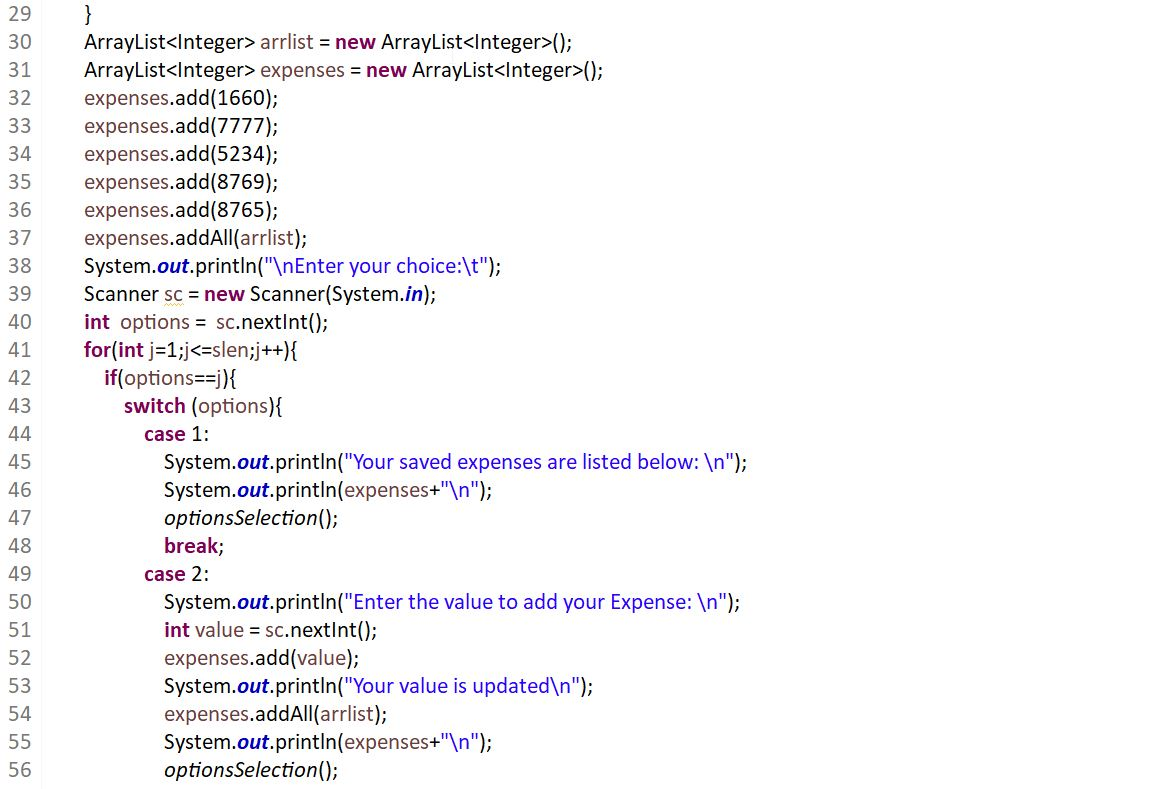 29 }
30 ArrayList<Integer> arrlist = new ArrayList<Integer>();
31 ArrayList<Integer> expenses = new ArrayList<Integer>();
32 expenses.add(1660);
33 expenses.add(7777);
34 expenses.add(5234);
35 expenses.add(8769);
36 expenses.add(8765);
37 expenses.addAll(arrlist);
38 System.out.println("\nEnter your choice:\t");
39 Scanner sc = new Scanner(System.in);
40 int  options =  sc.nextInt();
41 for(int j=1;j<=slen;j++){
42 if(options==j){
43 switch (options){
44 case 1:
45 System.out.println("Your saved expenses are listed below: \n");
46 System.out.println(expenses+"\n");
47 optionsSelection();
48 break;
49 case 2:
50 System.out.println("Enter the value to add your Expense: \n");
51 int value = sc.nextInt();
52 expenses.add(value);
53 System.out.println("Your value is updated\n");
54 expenses.addAll(arrlist);
55 System.out.println(expenses+"\n");
56 optionsSelection();